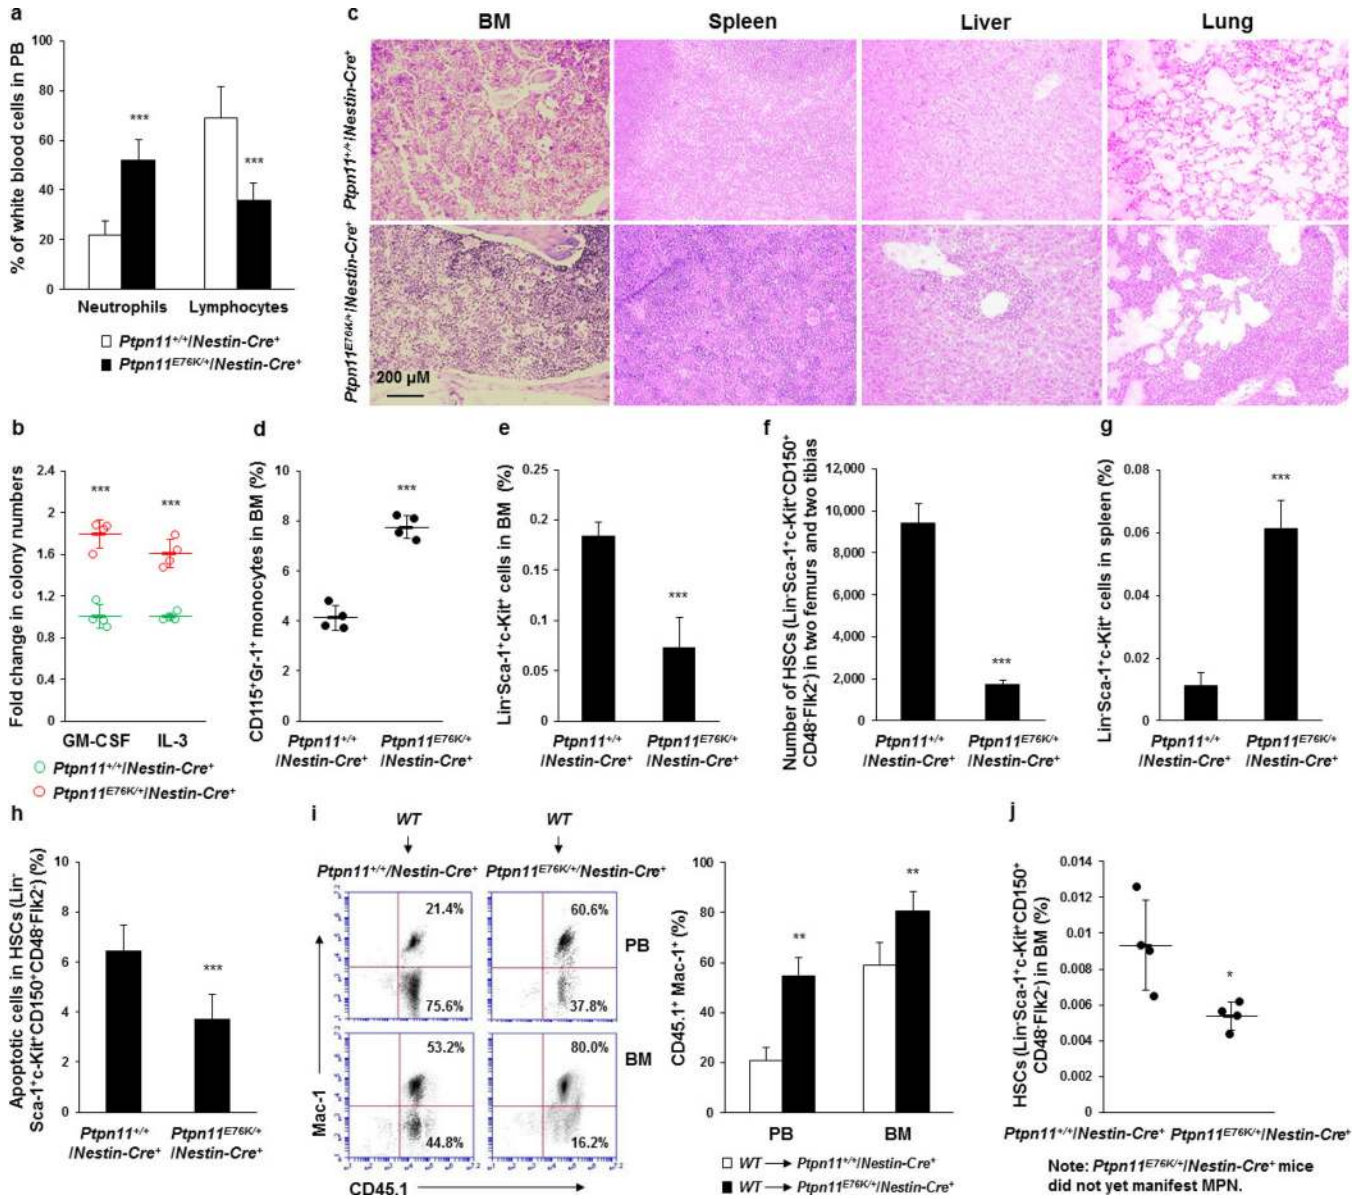 a
% of white blood cells in PB
100
80
60
40
20
0
***
***
Neutrophils Lymphocytes
Ptpn11+/+/Nestin-Cre+
Ptpn11E76K/+/Nestin-Cre+
c
BM Spleen Liver Lung
Ptpn11+/+/Nestin-Cre+
Ptpn11E76K/+/Nestin-Cre+
200 μM
b
Fold change in colony numbers
2.4
2
1.6
1.2
0.8
0.4
0
***
***
GM-CSF IL-3
Ptpn11+/+/Nestin-Cre+
Ptpn11E76K/+/Nestin-Cre+
d
CD115+Gr-1+ monocytes in BM (%)
10
8
6
4
2
0
***
Ptpn11+/+ Ptpn11E76K/+
/Nestin-Cre+ /Nestin-Cre+
e
Lin-Sca-1+c-Kit+ cells in BM (%)
0.25
0.2
0.15
0.1
0.05
0
***
Ptpn11+/+ Ptpn11E76K/+
/Nestin-Cre+ /Nestin-Cre+
f
Number of HSCs (Lin-Sca-1+c-Kit+CD150+
CD48-Flk2-) in two femurs and two tibias
12,000
10,000
8,000
6,000
4,000
2,000
0
***
Ptpn11+/+ Ptpn11E76K/+
/Nestin-Cre+ /Nestin-Cre+
g
Lin-Sca-1+c-Kit+ cells in spleen (%)
0.08
0.06
0.04
0.02
0
***
Ptpn11+/+ Ptpn11E76K/+
/Nestin-Cre+ /Nestin-Cre+
h
Apoptotic cells in HSCs (Lin-
Sca-1+c-Kit+CD150+CD48-Flk2-) (%)
10
8
6
4
2
0
***
Ptpn11+/+ Ptpn11E76K/+
/Nestin-Cre+ /Nestin-Cre+
i
WT WT
Ptpn11+/+/Nestin-Cre+ Ptpn11E76K/+/Nestin-Cre+
21.4% 60.6%
PB
75.6% 37.8%
53.2% 80.0%
BM
44.8% 16.2%
Mac-1
CD45.1
CD45.1+ Mac-1+ (%)
100
80
60
40
20
0
**
**
PB BM
WT → Ptpn11+/+/Nestin-Cre+
WT → Ptpn11E76K/+/Nestin-Cre+
j
HSCs (Lin-Sca-1+c-Kit+CD150+
CD48-Flk2-) in BM (%)
0.014
0.012
0.01
0.008
0.006
0.004
0.002
0
*
Ptpn11+/+/Nestin-Cre+ Ptpn11E76K/+/Nestin-Cre+
Note: Ptpn11E76K/+/Nestin-Cre+ mice
did not yet manifest MPN.